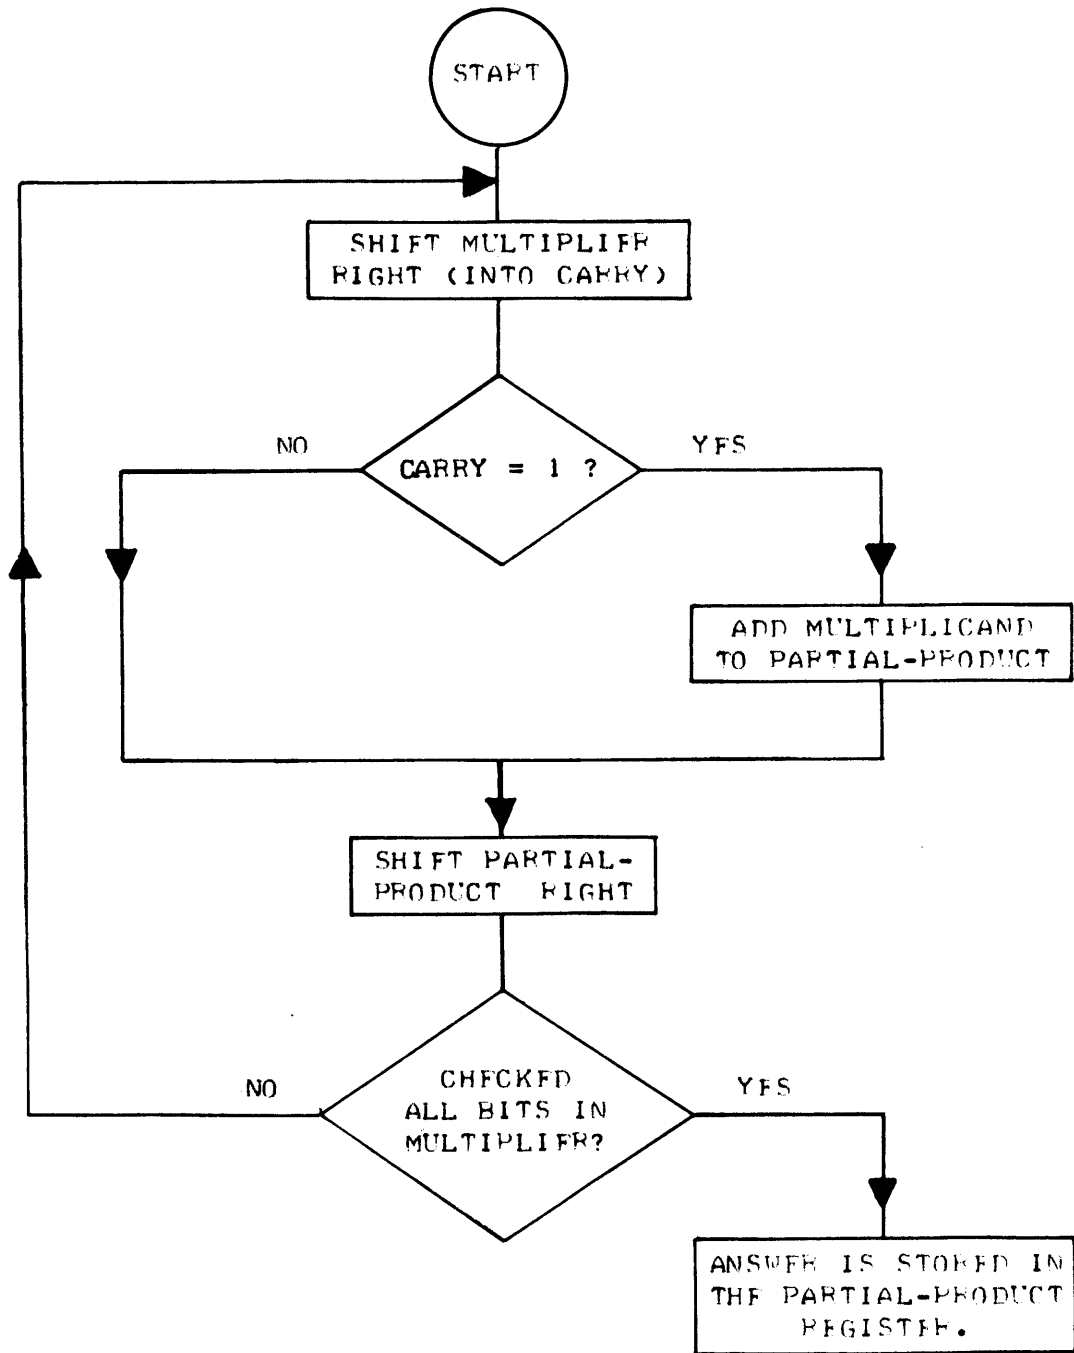 START
SHIFT MULTIPLIER
RIGHT (INTO CARRY)
NO
YES
CARRY = 1 ?
ADD MULTIPLICAND
TO PARTIAL-PRODUCT
SHIFT PARTIAL-
PRODUCT RIGHT
NO
YES
CHECKED
ALL BITS IN
MULTIPLIER?
ANSWER IS STORED IN
THE PARTIAL-PRODUCT
REGISTER.